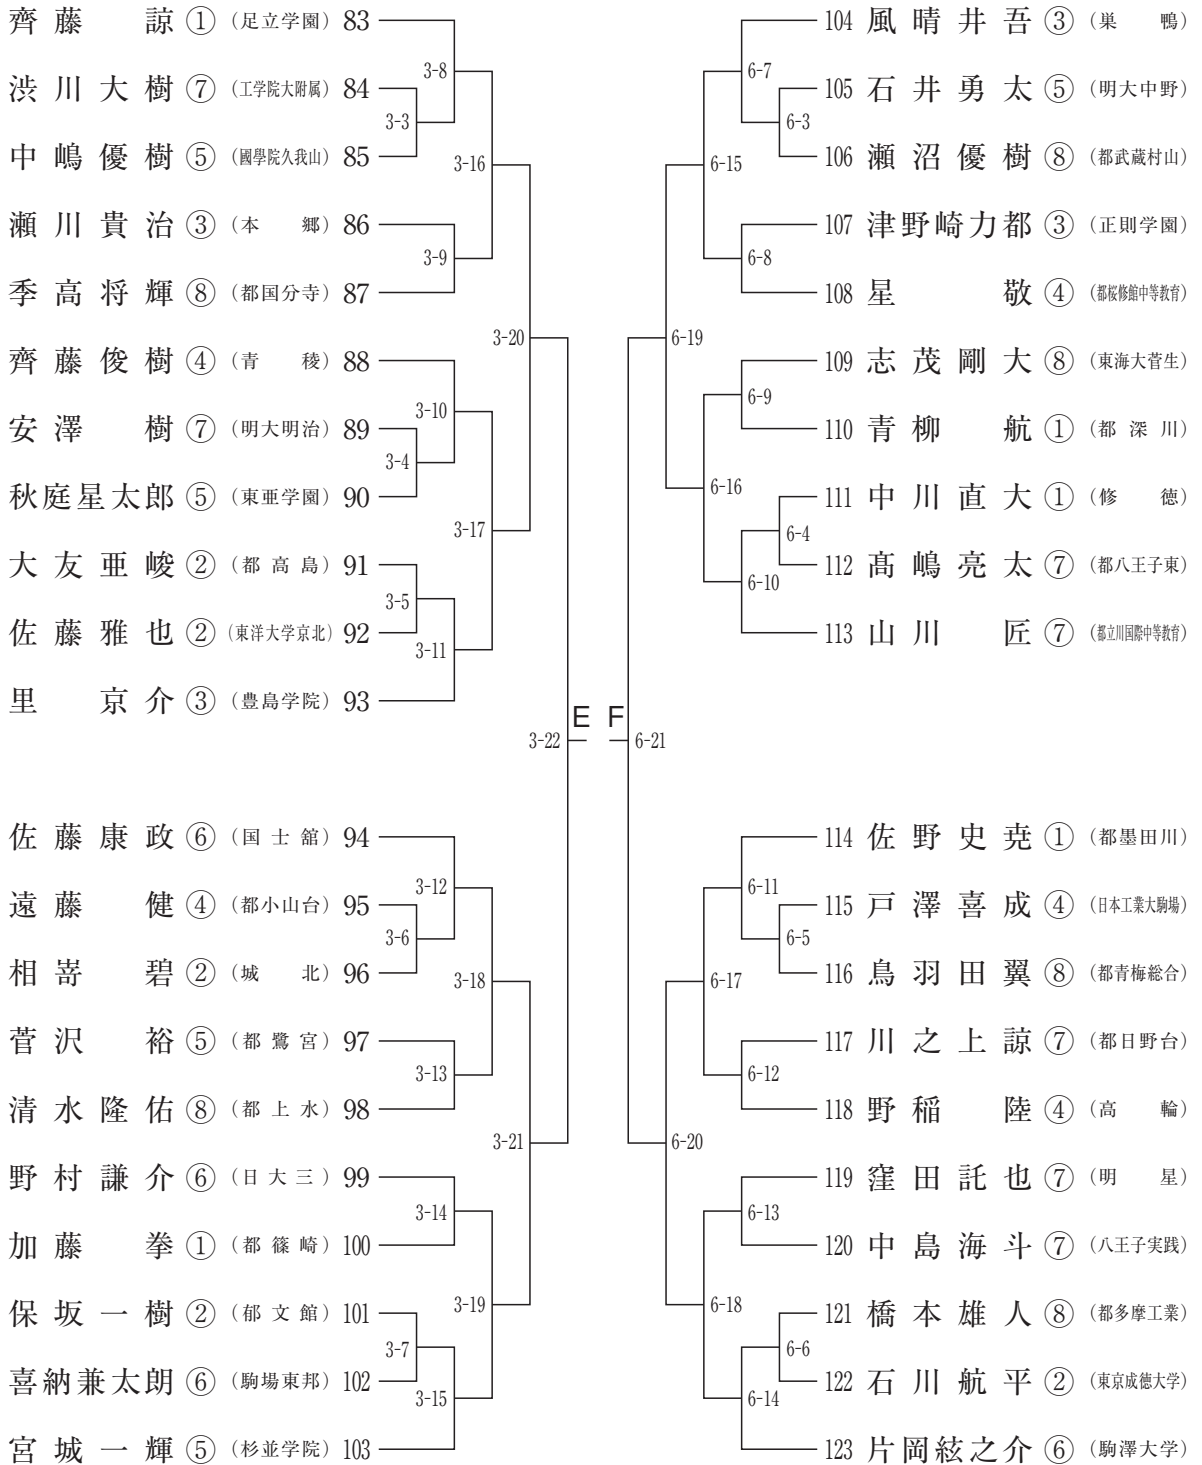 齊藤 諒 ① （足立学園） 83
3-8
渋川大樹 ⑦ （工学院大附属） 84
3-3
中嶋優樹 ⑤ （國學院久我山） 85
3-16
瀬川貴治 ③ （本 郷） 86
3-9
季高将輝 ⑧ （都国分寺） 87
3-20
齊藤俊樹 ④ （青 稜） 88
3-10
安澤 樹 ⑦ （明大明治） 89
3-4
秋庭星太郎 ⑤ （東亜学園） 90
3-17
大友亜峻 ② （都高島） 91
3-5
佐藤雅也 ② （東洋大学京北） 92
3-11
里 京介 ③ （豊島学院） 93
3-22 E
佐藤康政 ⑥ （国士舘） 94
3-12
遠藤 健 ④ （都小山台） 95
3-6
相嵜 碧 ② （城 北） 96
3-18
菅沢 裕 ⑤ （都鷺宮） 97
3-13
清水隆佑 ⑧ （都上水） 98
3-21
野村謙介 ⑥ （日大三） 99
3-14
加藤 拳 ① （都篠崎） 100
3-19
保坂一樹 ② （郁文館） 101
3-7
喜納兼太朗 ⑥ （駒場東邦） 102
3-15
宮城一輝 ⑤ （杉並学院） 103
104 風晴井吾 ③ （巣 鴨）
6-7
105 石井勇太 ⑤ （明大中野）
6-3
106 瀬沼優樹 ⑧ （都武蔵村山）
6-15
107 津野崎力都 ③ （正則学園）
6-8
108 星 敬 ④ （都桜修館中等教育）
6-19
109 志茂剛大 ⑧ （東海大菅生）
6-9
110 青柳 航 ① （都深川）
6-16
111 中川直大 ① （修 徳）
6-4
112 髙嶋亮太 ⑦ （都八王子東）
6-10
113 山川 匠 ⑦ （都立川国際中等教育）
F 6-21
114 佐野史尭 ① （都墨田川）
6-11
115 戸澤喜成 ④ （日本工業大駒場）
6-5
116 鳥羽田翼 ⑧ （都青梅総合）
6-17
117 川之上諒 ⑦ （都日野台）
6-12
118 野稲 陸 ④ （高 輪）
6-20
119 窪田託也 ⑦ （明 星）
6-13
120 中島海斗 ⑦ （八王子実践）
6-18
121 橋本雄人 ⑧ （都多摩工業）
6-6
122 石川航平 ② （東京成徳大学）
6-14
123 片岡絃之介 ⑥ （駒澤大学）